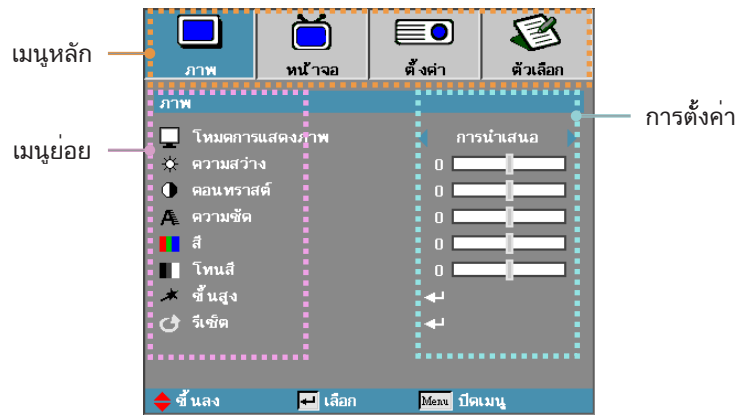 ภาพ หน้าจอ ตั้งค่า ตัวเลือก
เมนูหลัก
ภาพ
การตั้งค่า
เมนูย่อย
โหมดการแสดงภาพ การนำเสนอ
ความสว่าง 0
คอนทราสต์ 0
ความชัด 0
สี 0
โทนสี 0
ขั้นสูง
รีเซ็ต
ขึ้นลง เลือก Menu ปิดเมนู